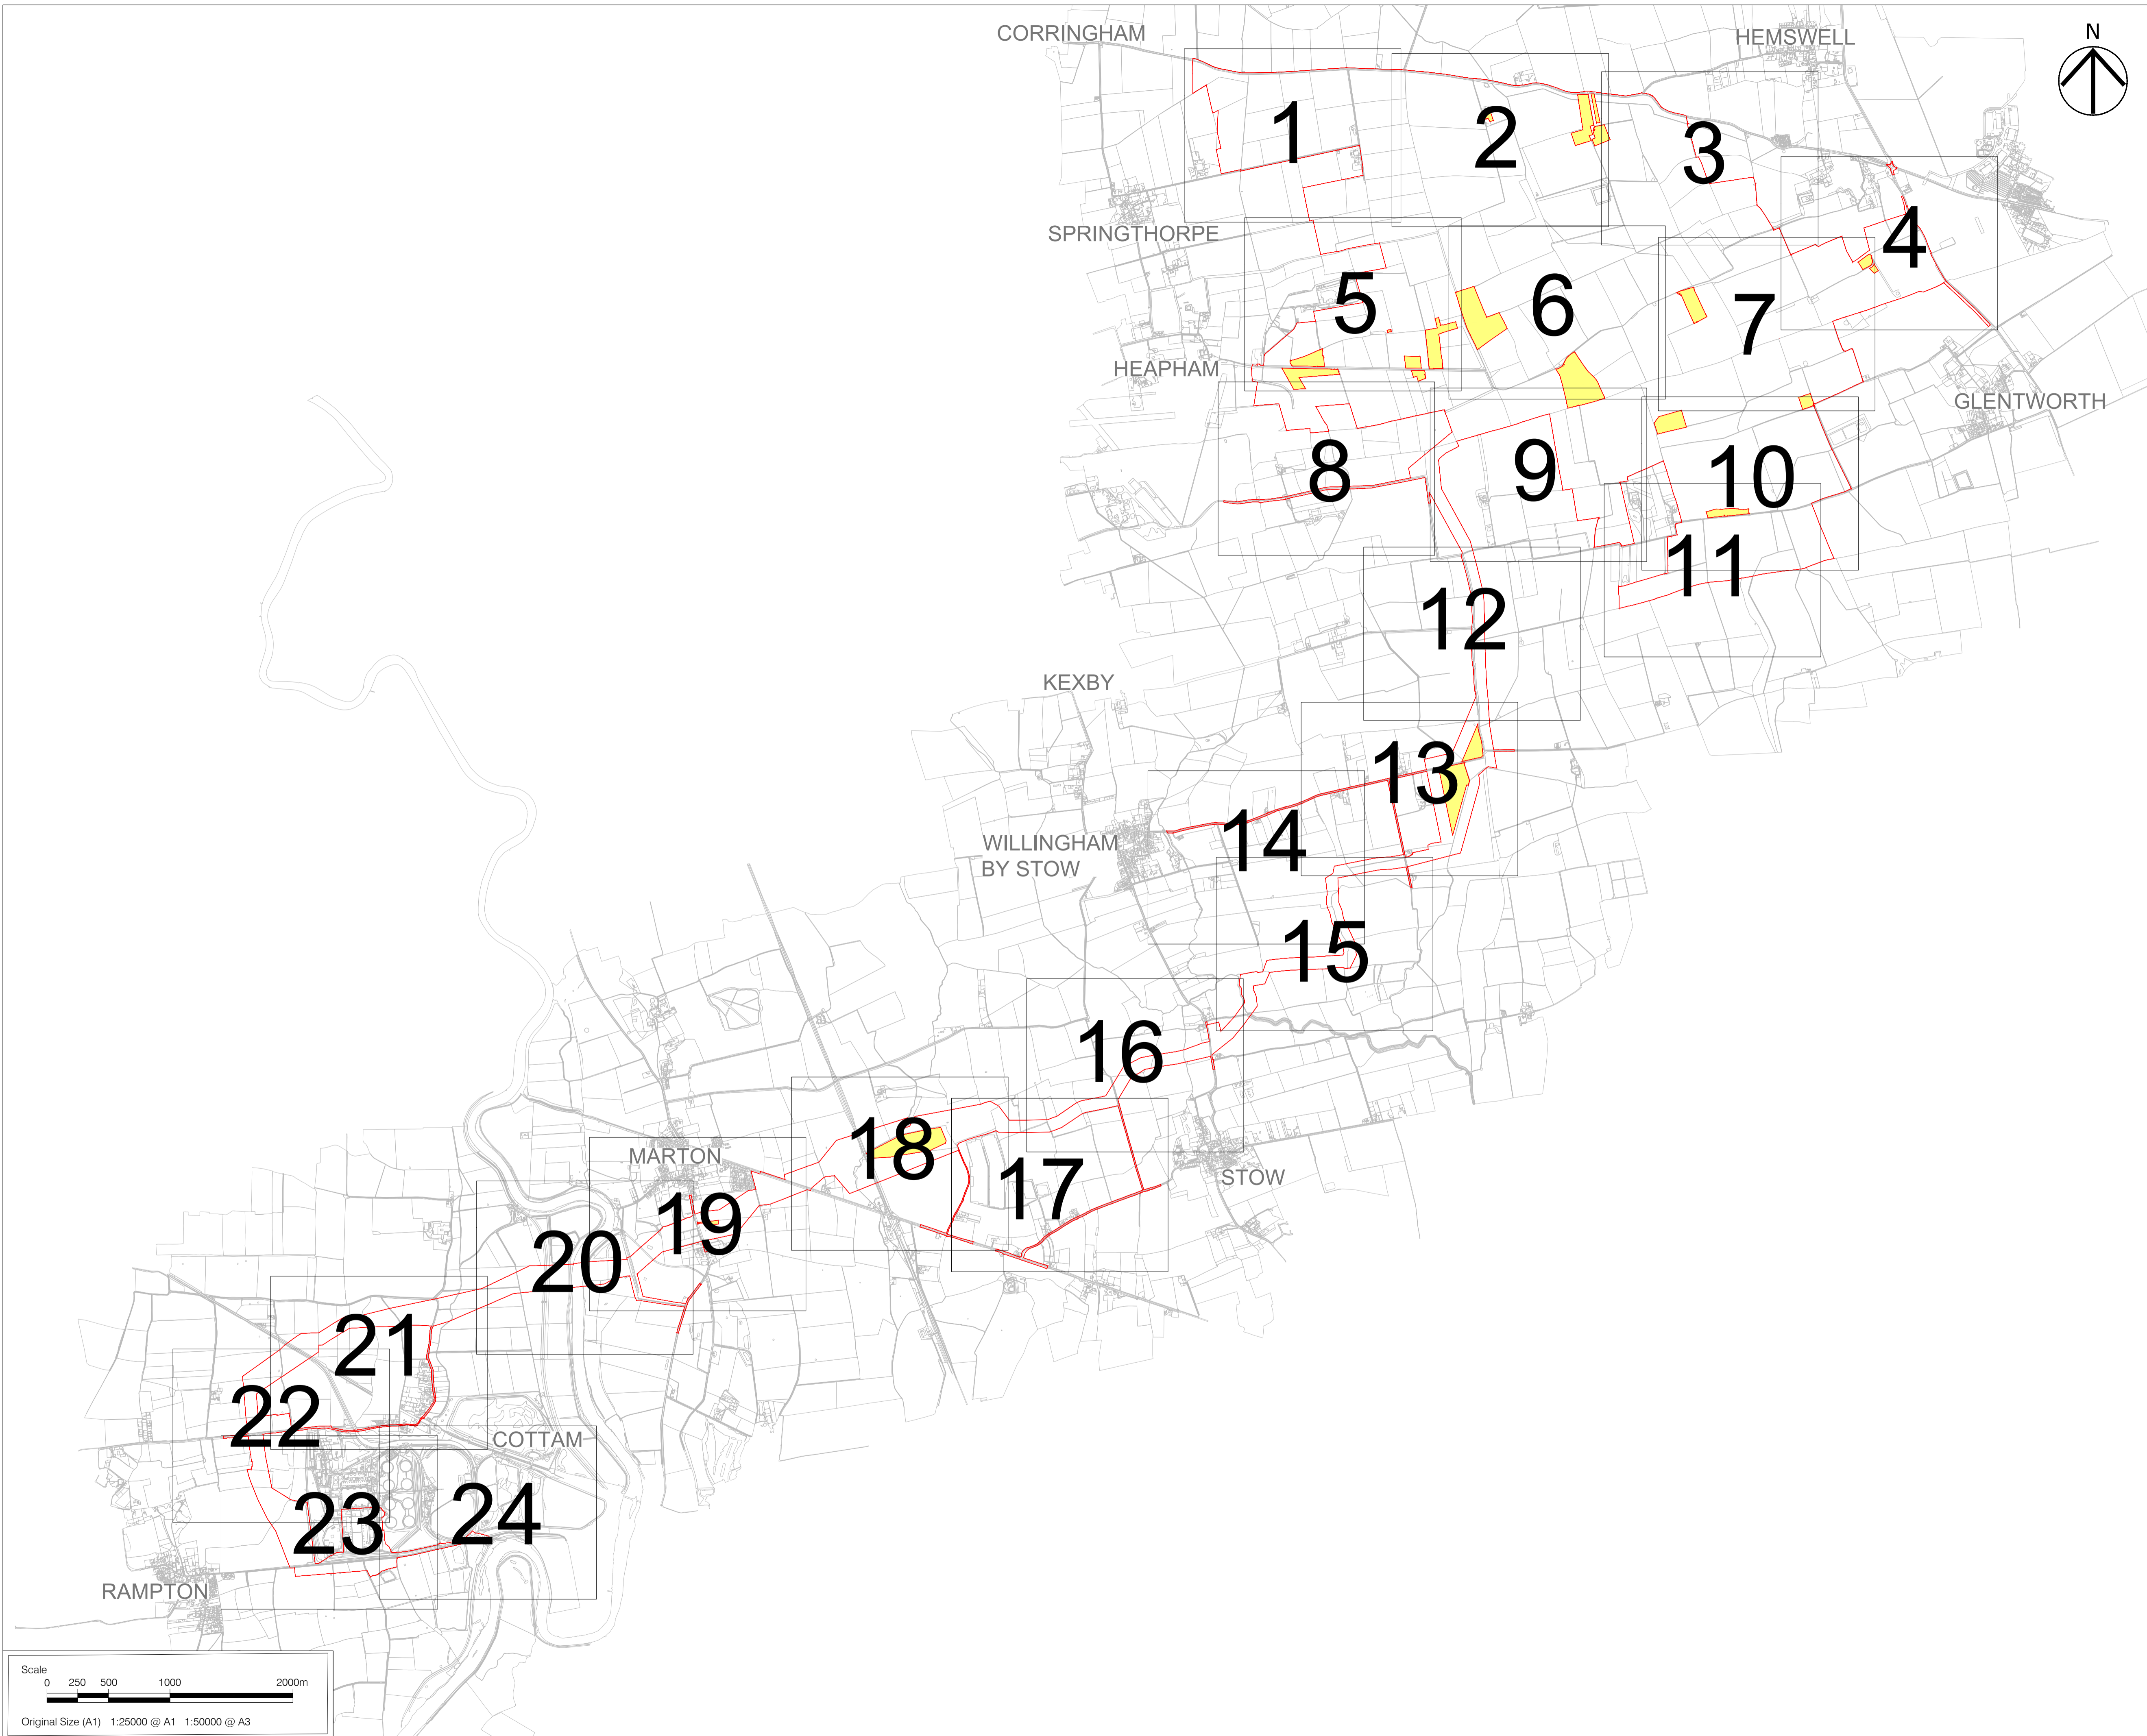 CORRINGHAM
HEMSWELL
N
1
2
3
SPRINGTHORPE
4
5
6
7
HEAPHAM
GLENTWORTH
8
9
10
11
12
KEXBY
13
14
WILLINGHAM
BY STOW
15
16
18
MARTON
17
STOW
19
20
21
22
COTTAM
23
24
RAMPTON
Scale
0 250 500 1000 2000m
Original Size (A1) 1:25000 @ A1 1:50000 @ A3